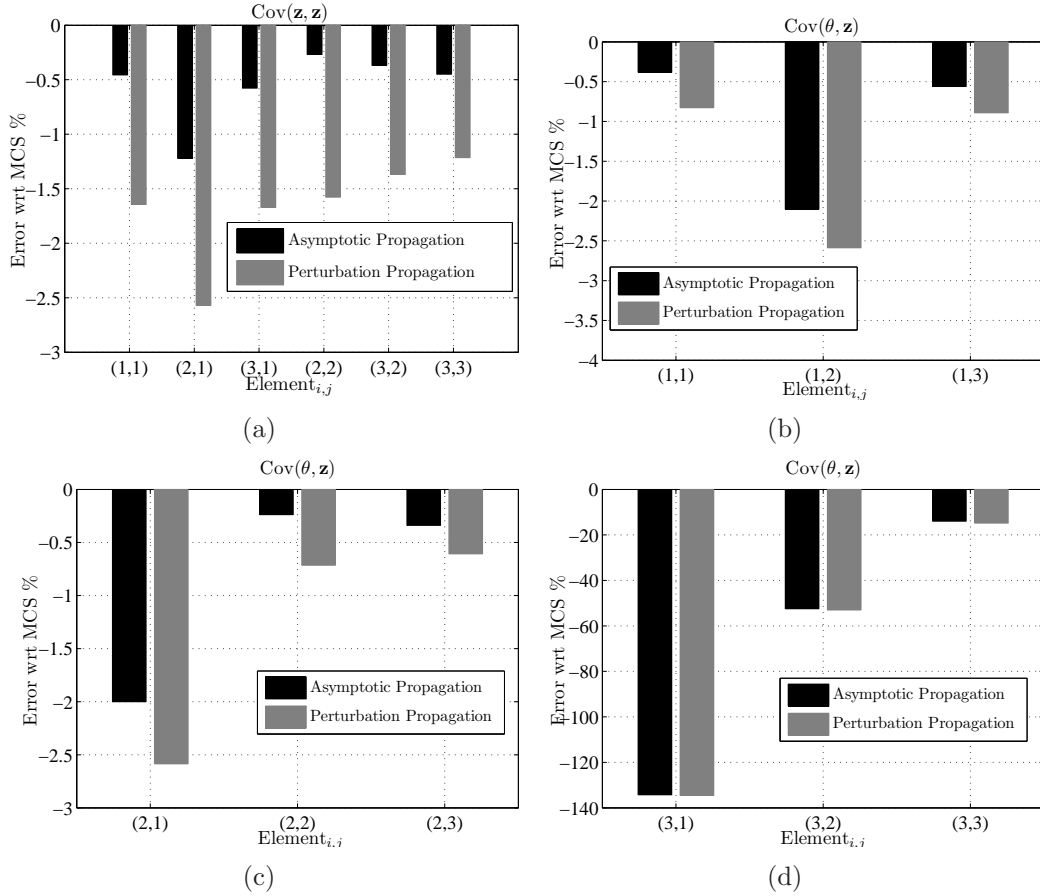 Cov(z, z)
0
−0.5
−1
−1.5
−2
−2.5
−3
Error wrt MCS %
Asymptotic Propagation
Perturbation Propagation
(1,1) (2,1) (3,1) (2,2) (3,2) (3,3)
Element i,j
(a)
Cov(θ, z)
0
−0.5
−1
−1.5
−2
−2.5
−3
−3.5
−4
Error wrt MCS %
Asymptotic Propagation
Perturbation Propagation
(1,1) (1,2) (1,3)
Element i,j
(b)
Cov(θ, z)
0
−0.5
−1
−1.5
−2
−2.5
−3
Error wrt MCS %
Asymptotic Propagation
Perturbation Propagation
(2,1) (2,2) (2,3)
Element i,j
(c)
Cov(θ, z)
0
−20
−40
−60
−80
−100
−120
−140
Error wrt MCS %
Asymptotic Propagation
Perturbation Propagation
(3,1) (3,2) (3,3)
Element i,j
(d)